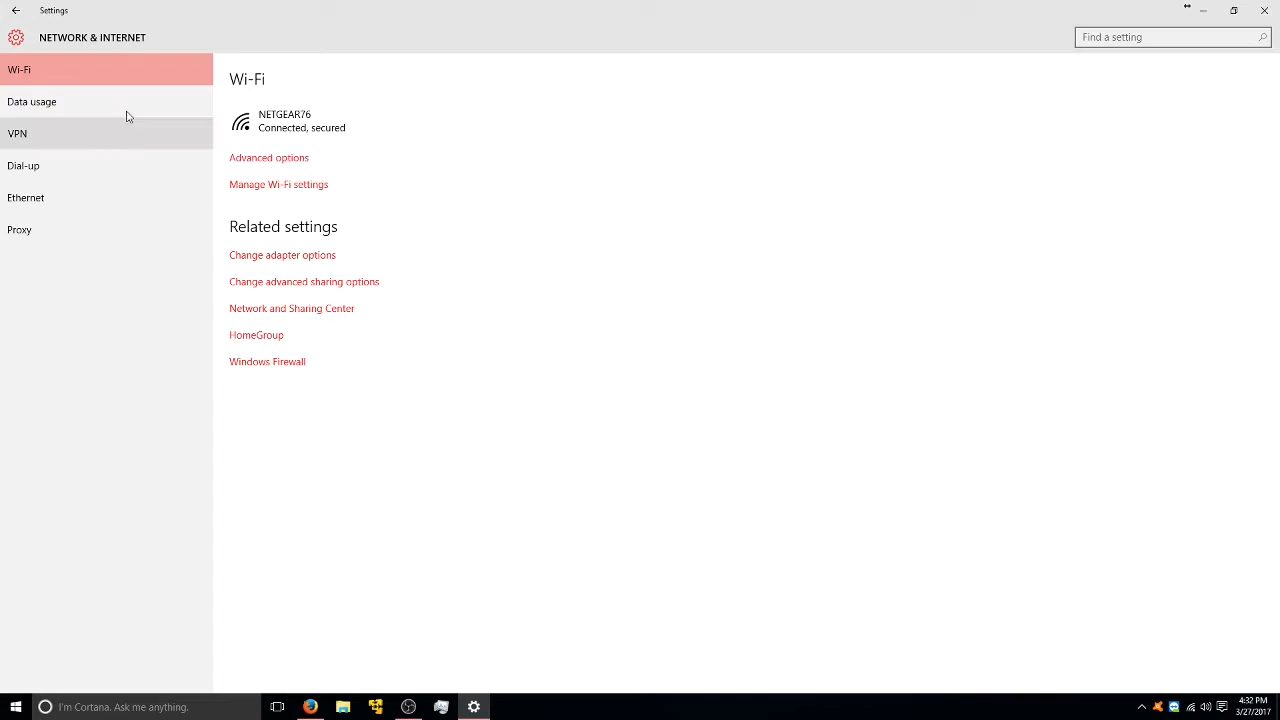 Settings
NETWORK & INTERNET
Find a setting
Wi-Fi
Data usage
VPN
Dial-up
Ethernet
Proxy
Wi-Fi
NETGEAR76
Connected, secured
Advanced options
Manage Wi-Fi settings
Related settings
Change adapter options
Change advanced sharing options
Network and Sharing Center
HomeGroup
Windows Firewall
I'm Cortana. Ask me anything.
4:32 PM
3/27/2017